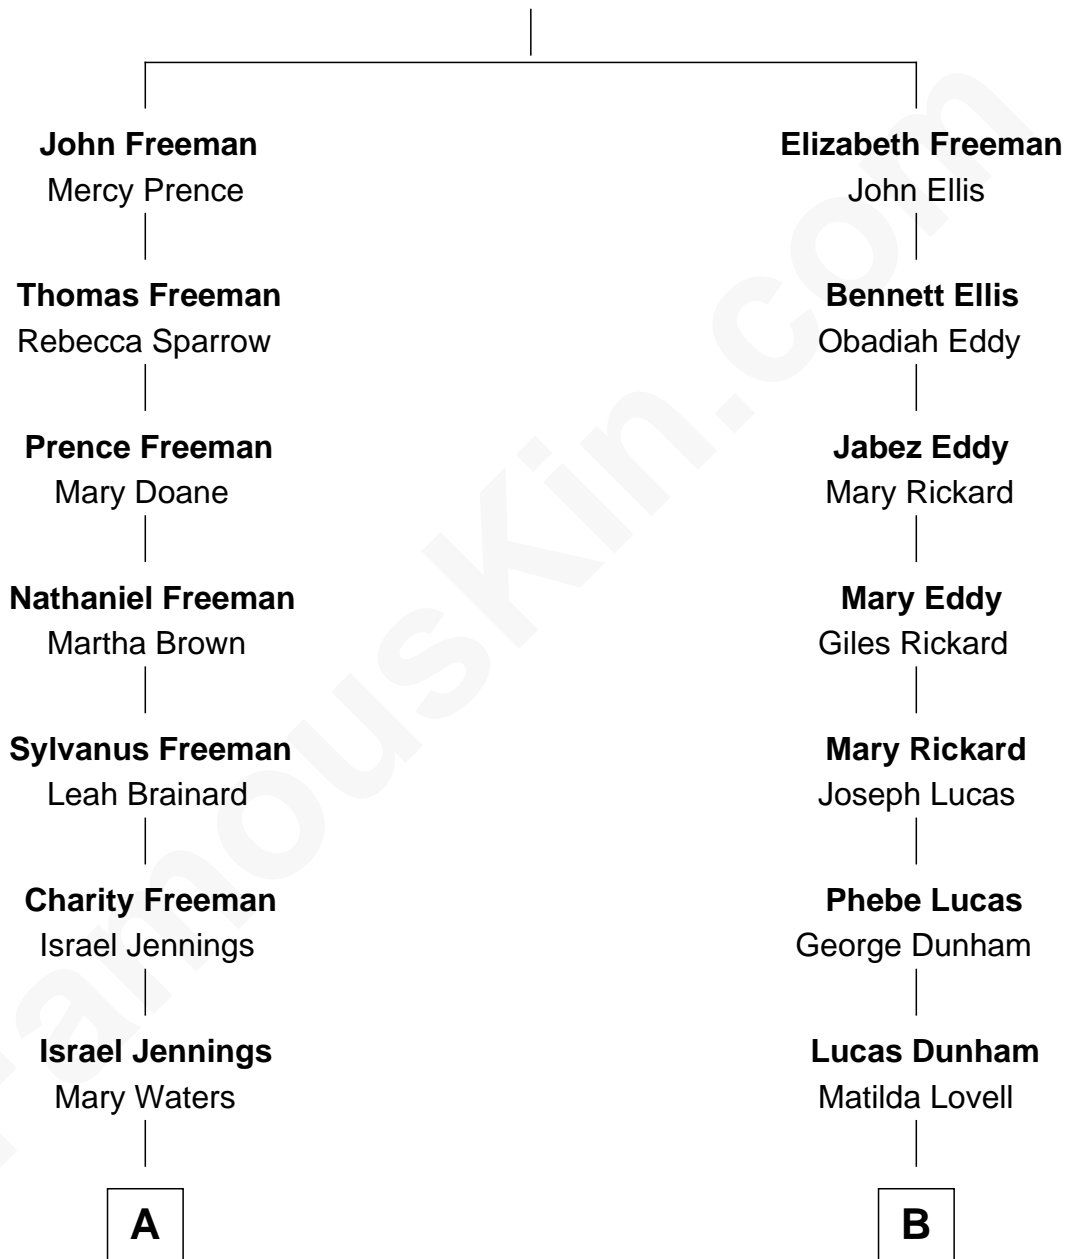 John Freeman
Mercy Prence
Elizabeth Freeman
John Ellis
Thomas Freeman
Rebecca Sparrow
Bennett Ellis
Obadiah Eddy
Prence Freeman
Mary Doane
Jabez Eddy
Mary Rickard
Nathaniel Freeman
Martha Brown
Mary Eddy
Giles Rickard
Sylvanus Freeman
Leah Brainard
Mary Rickard
Joseph Lucas
Charity Freeman
Israel Jennings
Phebe Lucas
George Dunham
Israel Jennings
Mary Waters
Lucas Dunham
Matilda Lovell
A
B
FamousKin.com